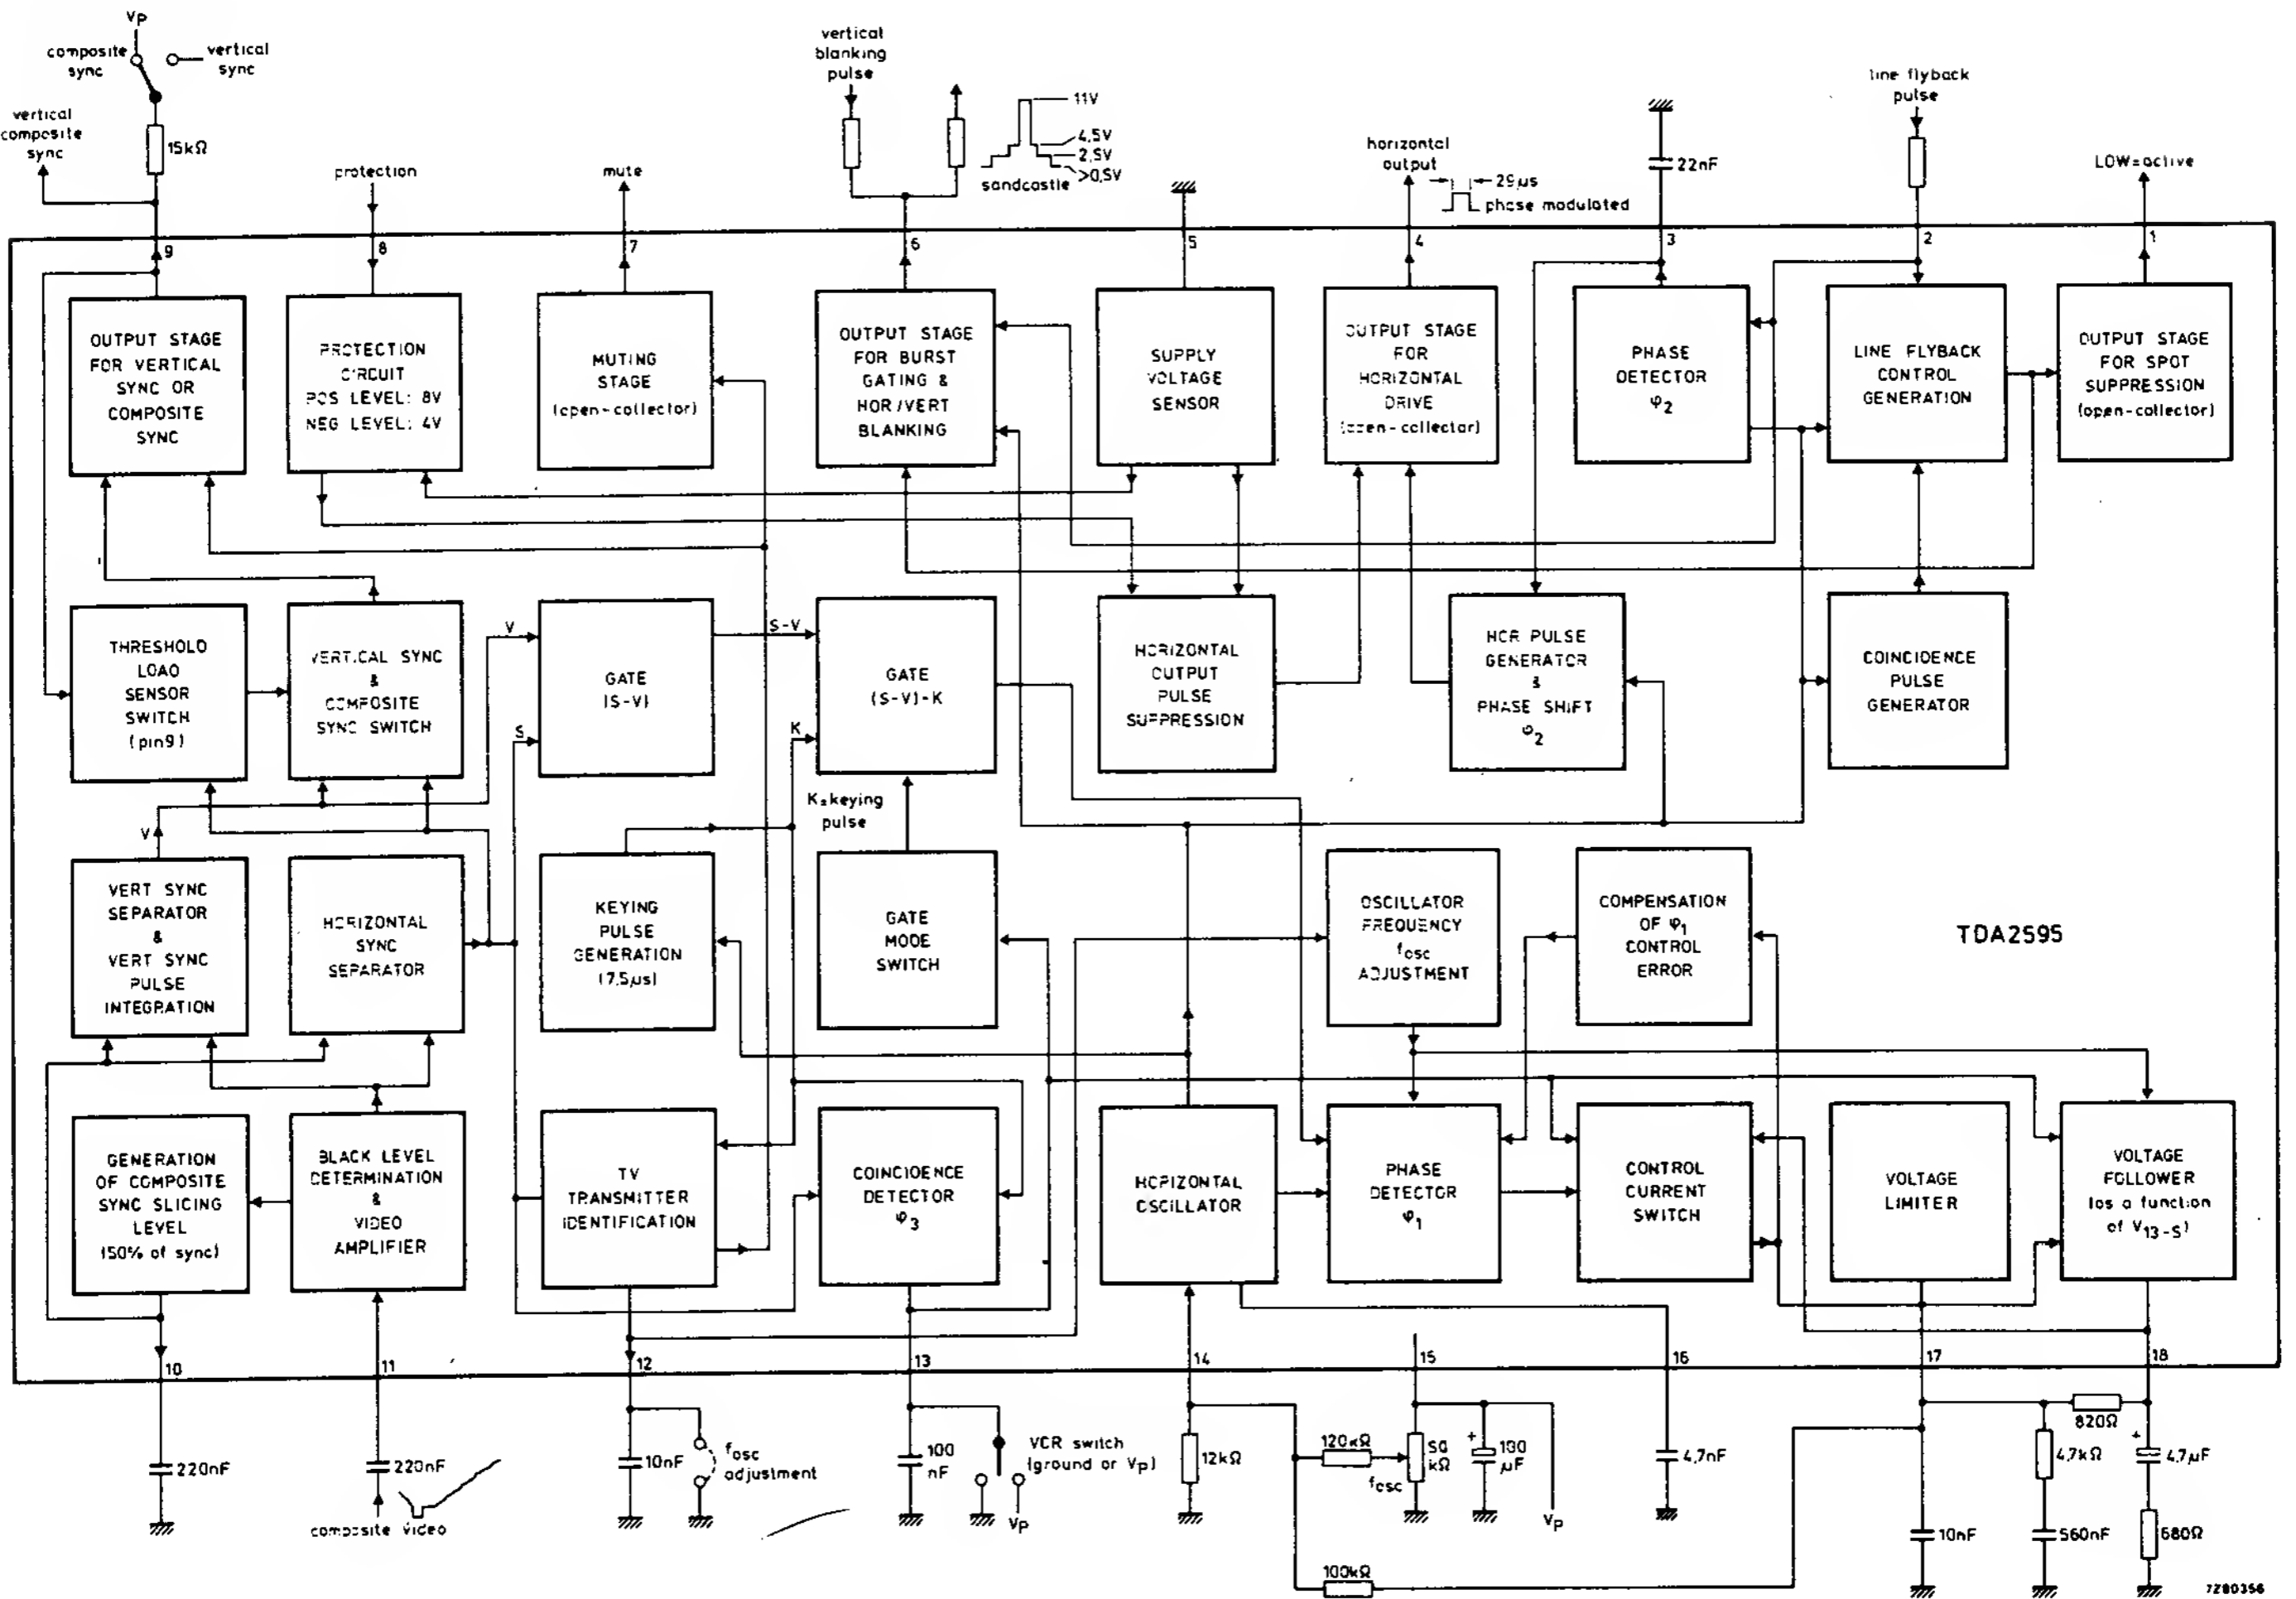 Vp
composite
sync
vertical
sync
vertical
composite
sync
15kΩ
protection
mute
vertical
blanking
pulse
11V
4,5V
2,5V
>0,5V
sandcastle
horizontal
output
29µs
phase modulated
22nF
line flyback
pulse
LOW=active
9
8
7
6
5
4
3
2
1
OUTPUT STAGE
FOR VERTICAL
SYNC OR
COMPOSITE
SYNC
PROTECTION
CIRCUIT
POS LEVEL: 8V
NEG LEVEL: 4V
MUTING
STAGE
(open-collector)
OUTPUT STAGE
FOR BURST
GATING &
HOR/VERT
BLANKING
SUPPLY
VOLTAGE
SENSOR
OUTPUT STAGE
FOR
HORIZONTAL
DRIVE
(open-collector)
PHASE
DETECTOR
φ2
LINE FLYBACK
CONTROL
GENERATION
OUTPUT STAGE
FOR SPOT
SUPPRESSION
(open-collector)
THRESHOLD
LOAD
SENSOR
SWITCH
(pin9)
VERTICAL SYNC
&
COMPOSITE
SYNC SWITCH
V
S
GATE
(S-V)
S-V
K
GATE
(S-V)-K
HORIZONTAL
OUTPUT
PULSE
SUPPRESSION
HOR PULSE
GENERATOR
&
PHASE SHIFT
φ2
COINCIDENCE
PULSE
GENERATOR
K=keying
pulse
V
VERT SYNC
SEPARATOR
&
VERT SYNC
PULSE
INTEGRATION
HORIZONTAL
SYNC
SEPARATOR
KEYING
PULSE
GENERATION
(7,5µs)
GATE
MODE
SWITCH
OSCILLATOR
FREQUENCY
fosc
ADJUSTMENT
COMPENSATION
OF φ1
CONTROL
ERROR
TDA2595
GENERATION
OF COMPOSITE
SYNC SLICING
LEVEL
(50% of sync)
BLACK LEVEL
DETERMINATION
&
VIDEO
AMPLIFIER
TV
TRANSMITTER
IDENTIFICATION
COINCIDENCE
DETECTOR
φ3
HORIZONTAL
OSCILLATOR
PHASE
DETECTOR
φ1
CONTROL
CURRENT
SWITCH
VOLTAGE
LIMITER
VOLTAGE
FOLLOWER
(as a function
of V13-5)
10
11
12
13
14
15
16
17
18
220nF
220nF
composite video
10nF
fosc
adjustment
100
nF
VCR switch
(ground or Vp)
Vp
12kΩ
120kΩ
50
kΩ
fosc
100
µF
Vp
100kΩ
4,7nF
820Ω
4,7kΩ
4,7µF
10nF
560nF
680Ω
7Z80356